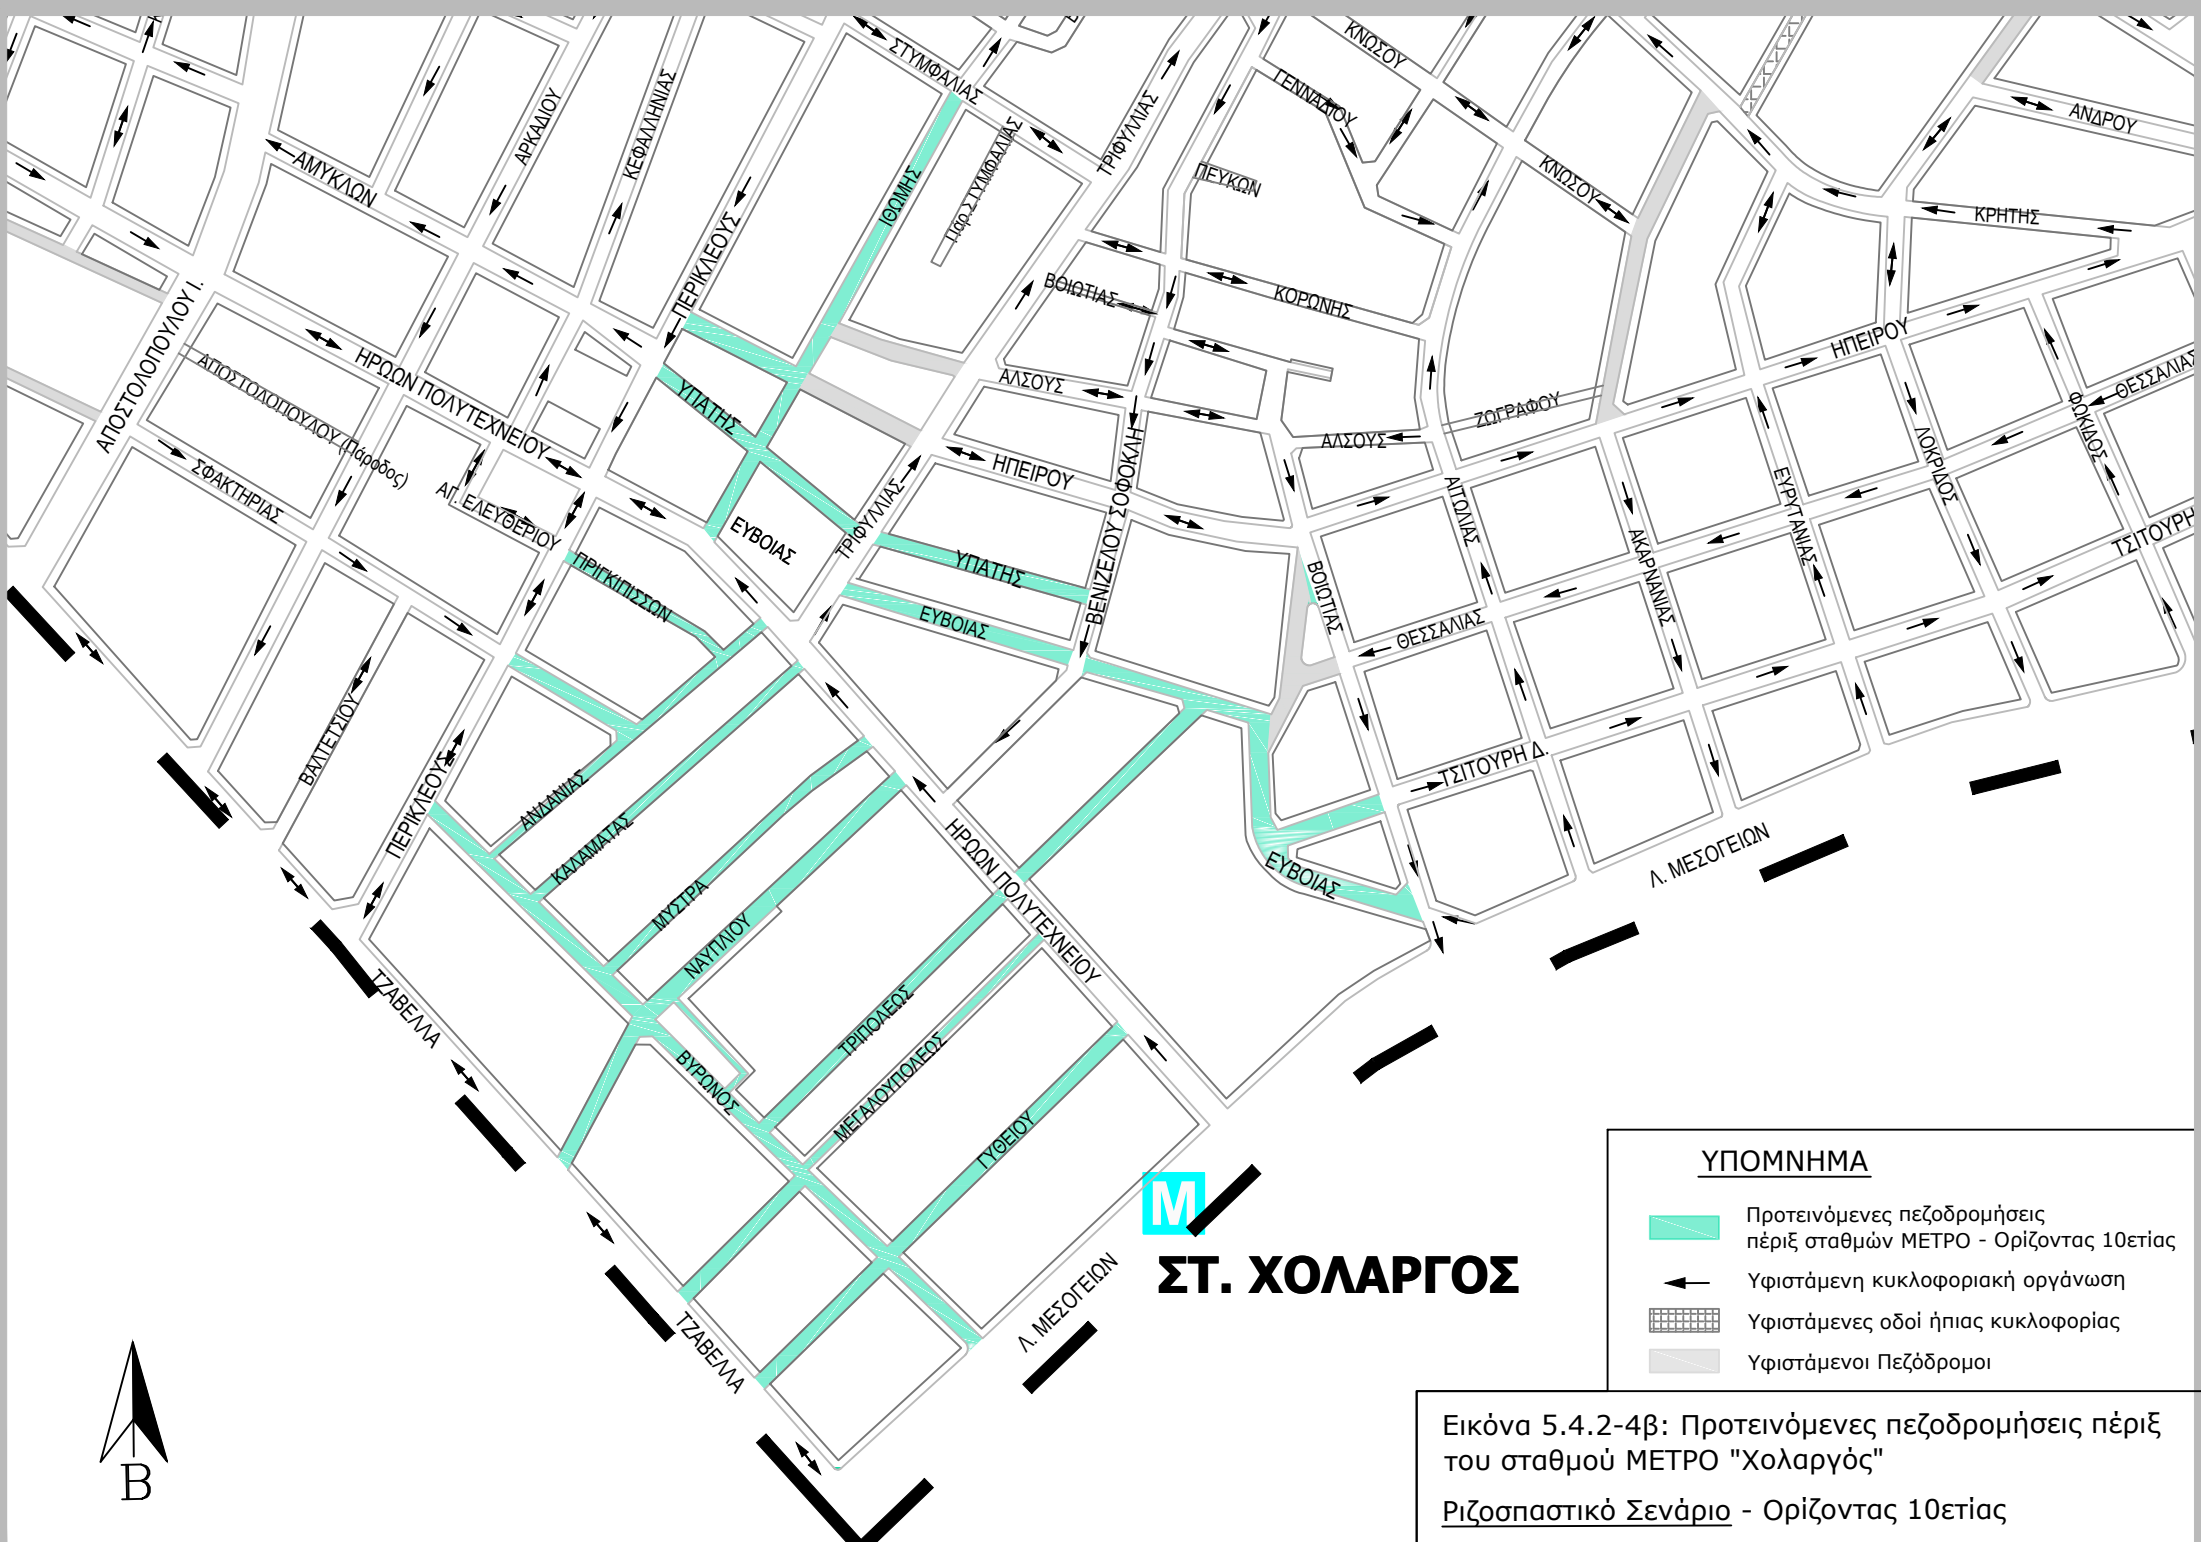 ΣΤΥΜΦΑΛΙΑΣ
ΚΝΩΣΟΥ
ΓΕΝΝΑΔΙΟΥ
ΑΡΚΑΔΙΟΥ
ΚΕΦΑΛΛΗΝΙΑΣ
ΤΡΙΦΥΛΛΙΑΣ
ΑΝΔΡΟΥ
ΑΜΥΚΛΩΝ
Παρ.ΣΤΥΜΦΑΛΙΑΣ
ΙΘΩΜΗΣ
ΠΕΥΚΩΝ
ΚΝΩΣΟΥ
ΚΡΗΤΗΣ
ΠΕΡΙΚΛΕΟΥΣ
ΒΟΙΩΤΙΑΣ
ΚΟΡΩΝΗΣ
ΑΠΟΣΤΟΛΟΠΟΥΛΟΥ Ι.
ΗΠΕΙΡΟΥ
ΘΕΣΣΑΛΙΑΣ
ΑΠΟΣΤΟΛΟΠΟΥΛΟΥ (Πάροδος)
ΗΡΩΩΝ ΠΟΛΥΤΕΧΝΕΙΟΥ
ΥΠΑΤΗΣ
ΑΛΣΟΥΣ
ΑΛΣΟΥΣ
ΖΩΓΡΑΦΟΥ
ΦΩΚΙΔΟΣ
ΛΟΚΡΙΔΟΣ
ΣΦΑΚΤΗΡΙΑΣ
ΑΓ. ΕΛΕΥΘΕΡΙΟΥ
ΗΠΕΙΡΟΥ
ΒΕΝΙΖΕΛΟΥ ΣΟΦΟΚΛΗ
ΑΙΤΩΛΙΑΣ
ΕΥΡΥΤΑΝΙΑΣ
ΤΣΙΤΟΥΡΗ
ΕΥΒΟΙΑΣ
ΤΡΙΦΥΛΛΙΑΣ
ΥΠΑΤΗΣ
ΑΚΑΡΝΑΝΙΑΣ
ΠΡΙΓΚΙΠΙΣΣΩΝ
ΕΥΒΟΙΑΣ
ΒΟΙΩΤΙΑΣ
ΘΕΣΣΑΛΙΑΣ
ΒΑΛΤΕΤΣΙΟΥ
ΠΕΡΙΚΛΕΟΥΣ
ΑΝΔΑΝΙΑΣ
ΚΑΛΑΜΑΤΑΣ
ΤΣΙΤΟΥΡΗ Δ.
ΗΡΩΩΝ ΠΟΛΥΤΕΧΝΕΙΟΥ
ΕΥΒΟΙΑΣ
Λ. ΜΕΣΟΓΕΙΩΝ
ΜΥΣΤΡΑ
ΝΑΥΠΛΙΟΥ
ΤΖΑΒΕΛΛΑ
ΤΡΙΠΟΛΕΩΣ
ΒΥΡΩΝΟΣ
ΜΕΓΑΛΟΥΠΟΛΕΩΣ
ΓΥΘΕΙΟΥ
ΤΖΑΒΕΛΛΑ
Λ. ΜΕΣΟΓΕΙΩΝ
M
ΣΤ. ΧΟΛΑΡΓΟΣ
Β
ΥΠΟΜΝΗΜΑ
Προτεινόμενες πεζοδρομήσεις
πέριξ σταθμών ΜΕΤΡΟ - Ορίζοντας 10ετίας
Υφιστάμενη κυκλοφοριακή οργάνωση
Υφιστάμενες οδοί ήπιας κυκλοφορίας
Υφιστάμενοι Πεζόδρομοι
Εικόνα 5.4.2-4β: Προτεινόμενες πεζοδρομήσεις πέριξ
του σταθμού ΜΕΤΡΟ "Χολαργός"
Ριζοσπαστικό Σενάριο - Ορίζοντας 10ετίας